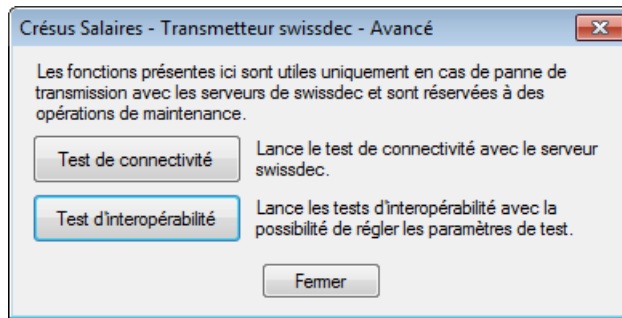 Crésus Salaires - Transmetteur swissdec - Avancé
Les fonctions présentes ici sont utiles uniquement en cas de panne de
transmission avec les serveurs de swissdec et sont réservées à des
opérations de maintenance.
Test de connectivité
Lance le test de connectivité avec le serveur
swissdec.
Test d'interopérabilité
Lance les tests d'interopérabilité avec la
possibilité de régler les paramètres de test.
Fermer